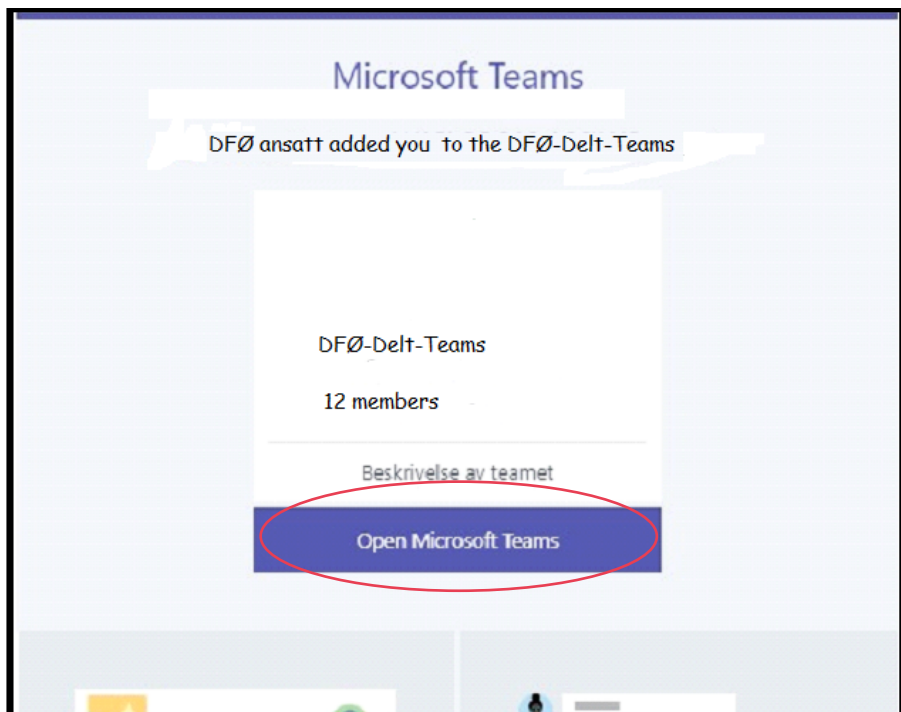 Microsoft Teams
DFØ ansatt added you to the DFØ-Delt-Teams
DFØ-Delt-Teams
12 members
Beskrivelse av teamet
Open Microsoft Teams